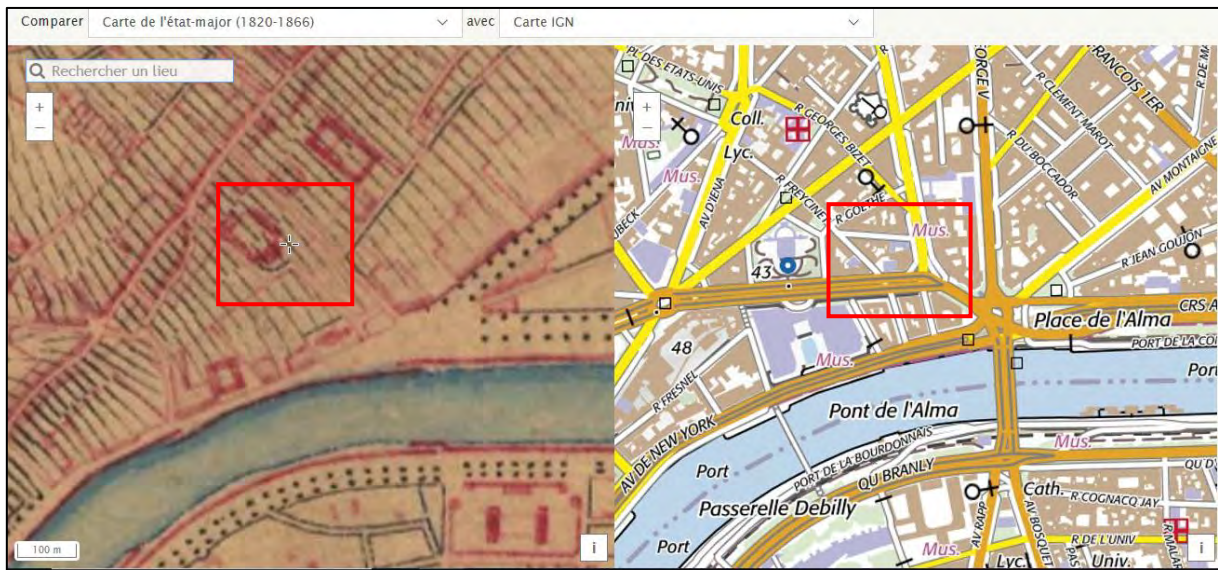 Comparer Carte de l'état-major (1820-1866) avec Carte IGN
Rechercher un lieu
+
–
100 m
i
+
–
PL DES ETATS-UNIS
Coll.
Lyc.
Mus.
Mus.
R GEORGES BIZET
R FREYCINET
AV D'IENA
R GOETHE
Mus.
GEORGE V
FRANCOIS 1ER
R CLEMENT MAROT
R DU BOCCADOR
AV MONTAIGNE
R JEAN GOUJON
43
48
Mus.
R FRESNEL
Place de l'Alma
CRS A
PORT DE LA CO
Port
Pont de l'Alma
AV DE NEW YORK
Port
PORT DE LA BOURDONNAIS
QU BRANLY
Passerelle Debilly
Port
Mus.
Mus.
Cath.
R COGNACQ JAY
AV RAPP
AV BOSQUET
R DE L'UNIV
Lyc.
Univ.
R MALAR
QU D'
i